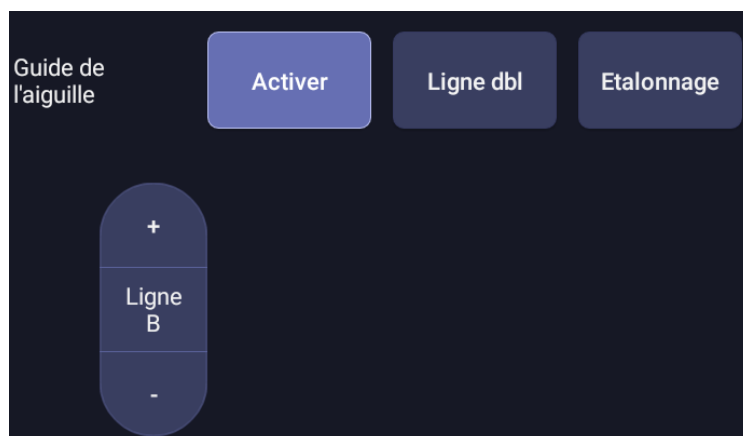 Guide de
l'aiguille
Activer
Ligne dbl
Etalonnage
+
Ligne
B
-